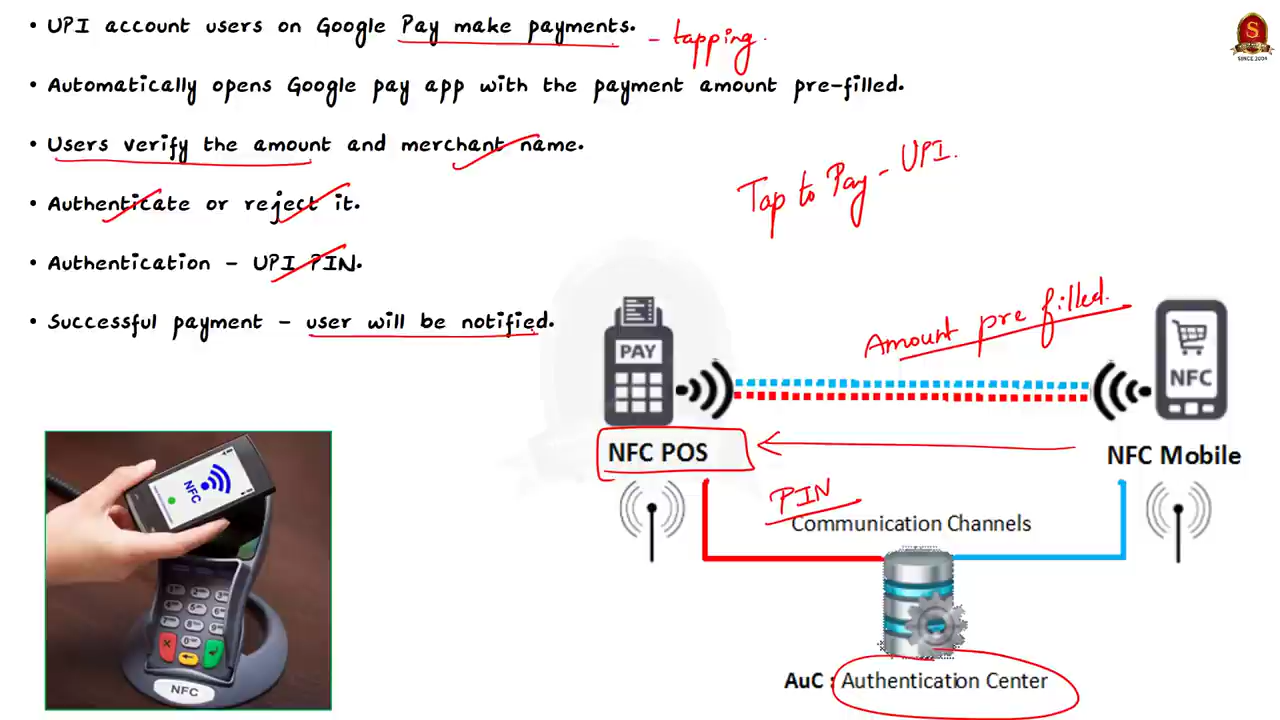 • UPI account users on Google Pay make payments. - tapping.
• Automatically opens Google pay app with the payment amount pre-filled.
• Users verify the amount and merchant name.
• Authenticate or reject it.
• Authentication - UPI PIN.
• Successful payment - user will be notified.
S
SINCE 2004
Tap to Pay - UPI.
Amount pre filled.
PAY
NFC
NFC POS
NFC Mobile
PIN
Communication Channels
AuC : Authentication Center
NFC
NFC